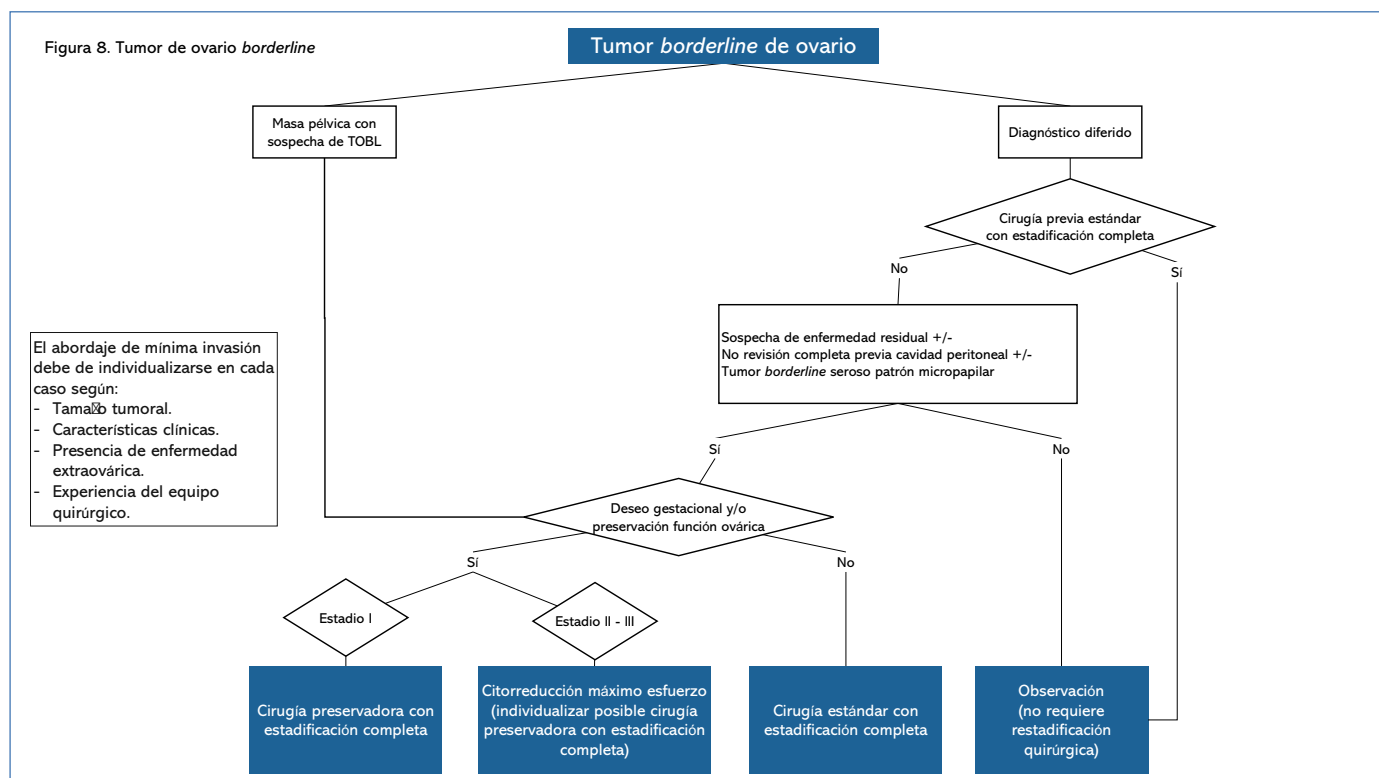 Figura 8. Tumor de ovario borderline
Tumor borderline de ovario
Masa pélvica con
sospecha de TOBL
Diagnóstico diferido
Cirugía previa estándar
con estadificación completa
No
Sí
Sospecha de enfermedad residual +/-
No revisión completa previa cavidad peritoneal +/-
Tumor borderline seroso patrón micropapilar
El abordaje de mínima invasión
debe de individualizarse en cada
caso según:
- Tama☒o tumoral.
- Características clínicas.
- Presencia de enfermedad
extraovárica.
- Experiencia del equipo
quirúrgico.
Sí
No
Deseo gestacional y/o
preservación función ovárica
Sí
No
Estadio I
Estadio II - III
Cirugía preservadora con
estadificación completa
Citorreducción máximo esfuerzo
(individualizar posible cirugía
preservadora con estadificación
completa)
Cirugía estándar con
estadificación completa
Observación
(no requiere
restadificación
quirúrgica)